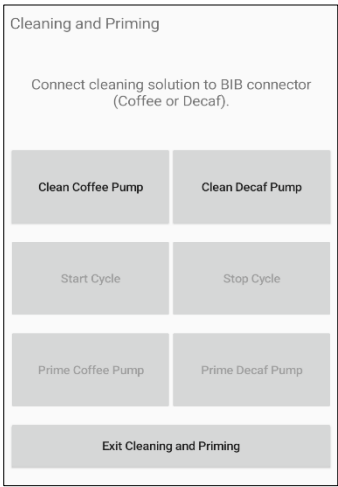 Cleaning and Priming
Connect cleaning solution to BIB connector
(Coffee or Decaf).
Clean Coffee Pump
Clean Decaf Pump
Start Cycle
Stop Cycle
Prime Coffee Pump
Prime Decaf Pump
Exit Cleaning and Priming